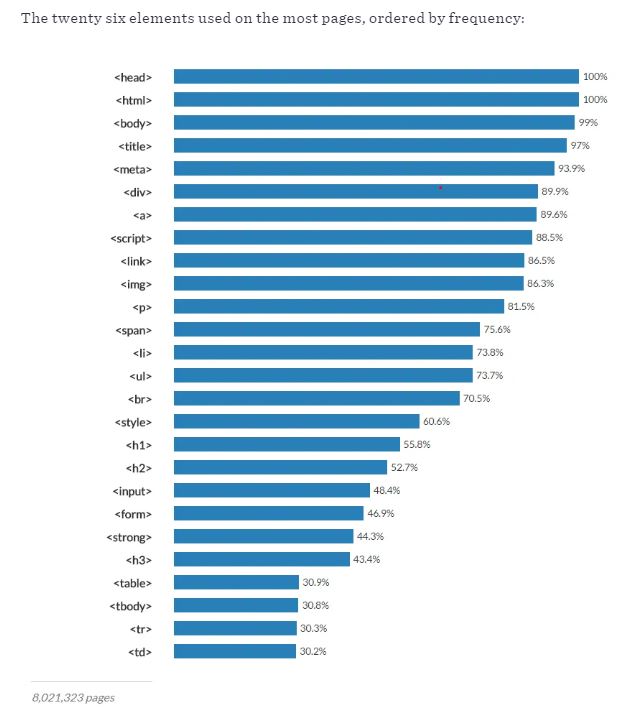 The twenty six elements used on the most pages, ordered by frequency:
<head> 100%
<html> 100%
<body> 99%
<title> 97%
<meta> 93.9%
<div> 89.9%
<a> 89.6%
<script> 88.5%
<link> 86.5%
<img> 86.3%
<p> 81.5%
<span> 75.6%
<li> 73.8%
<ul> 73.7%
<br> 70.5%
<style> 60.6%
<h1> 55.8%
<h2> 52.7%
<input> 48.4%
<form> 46.9%
<strong> 44.3%
<h3> 43.4%
<table> 30.9%
<tbody> 30.8%
<tr> 30.3%
<td> 30.2%
8,021,323 pages